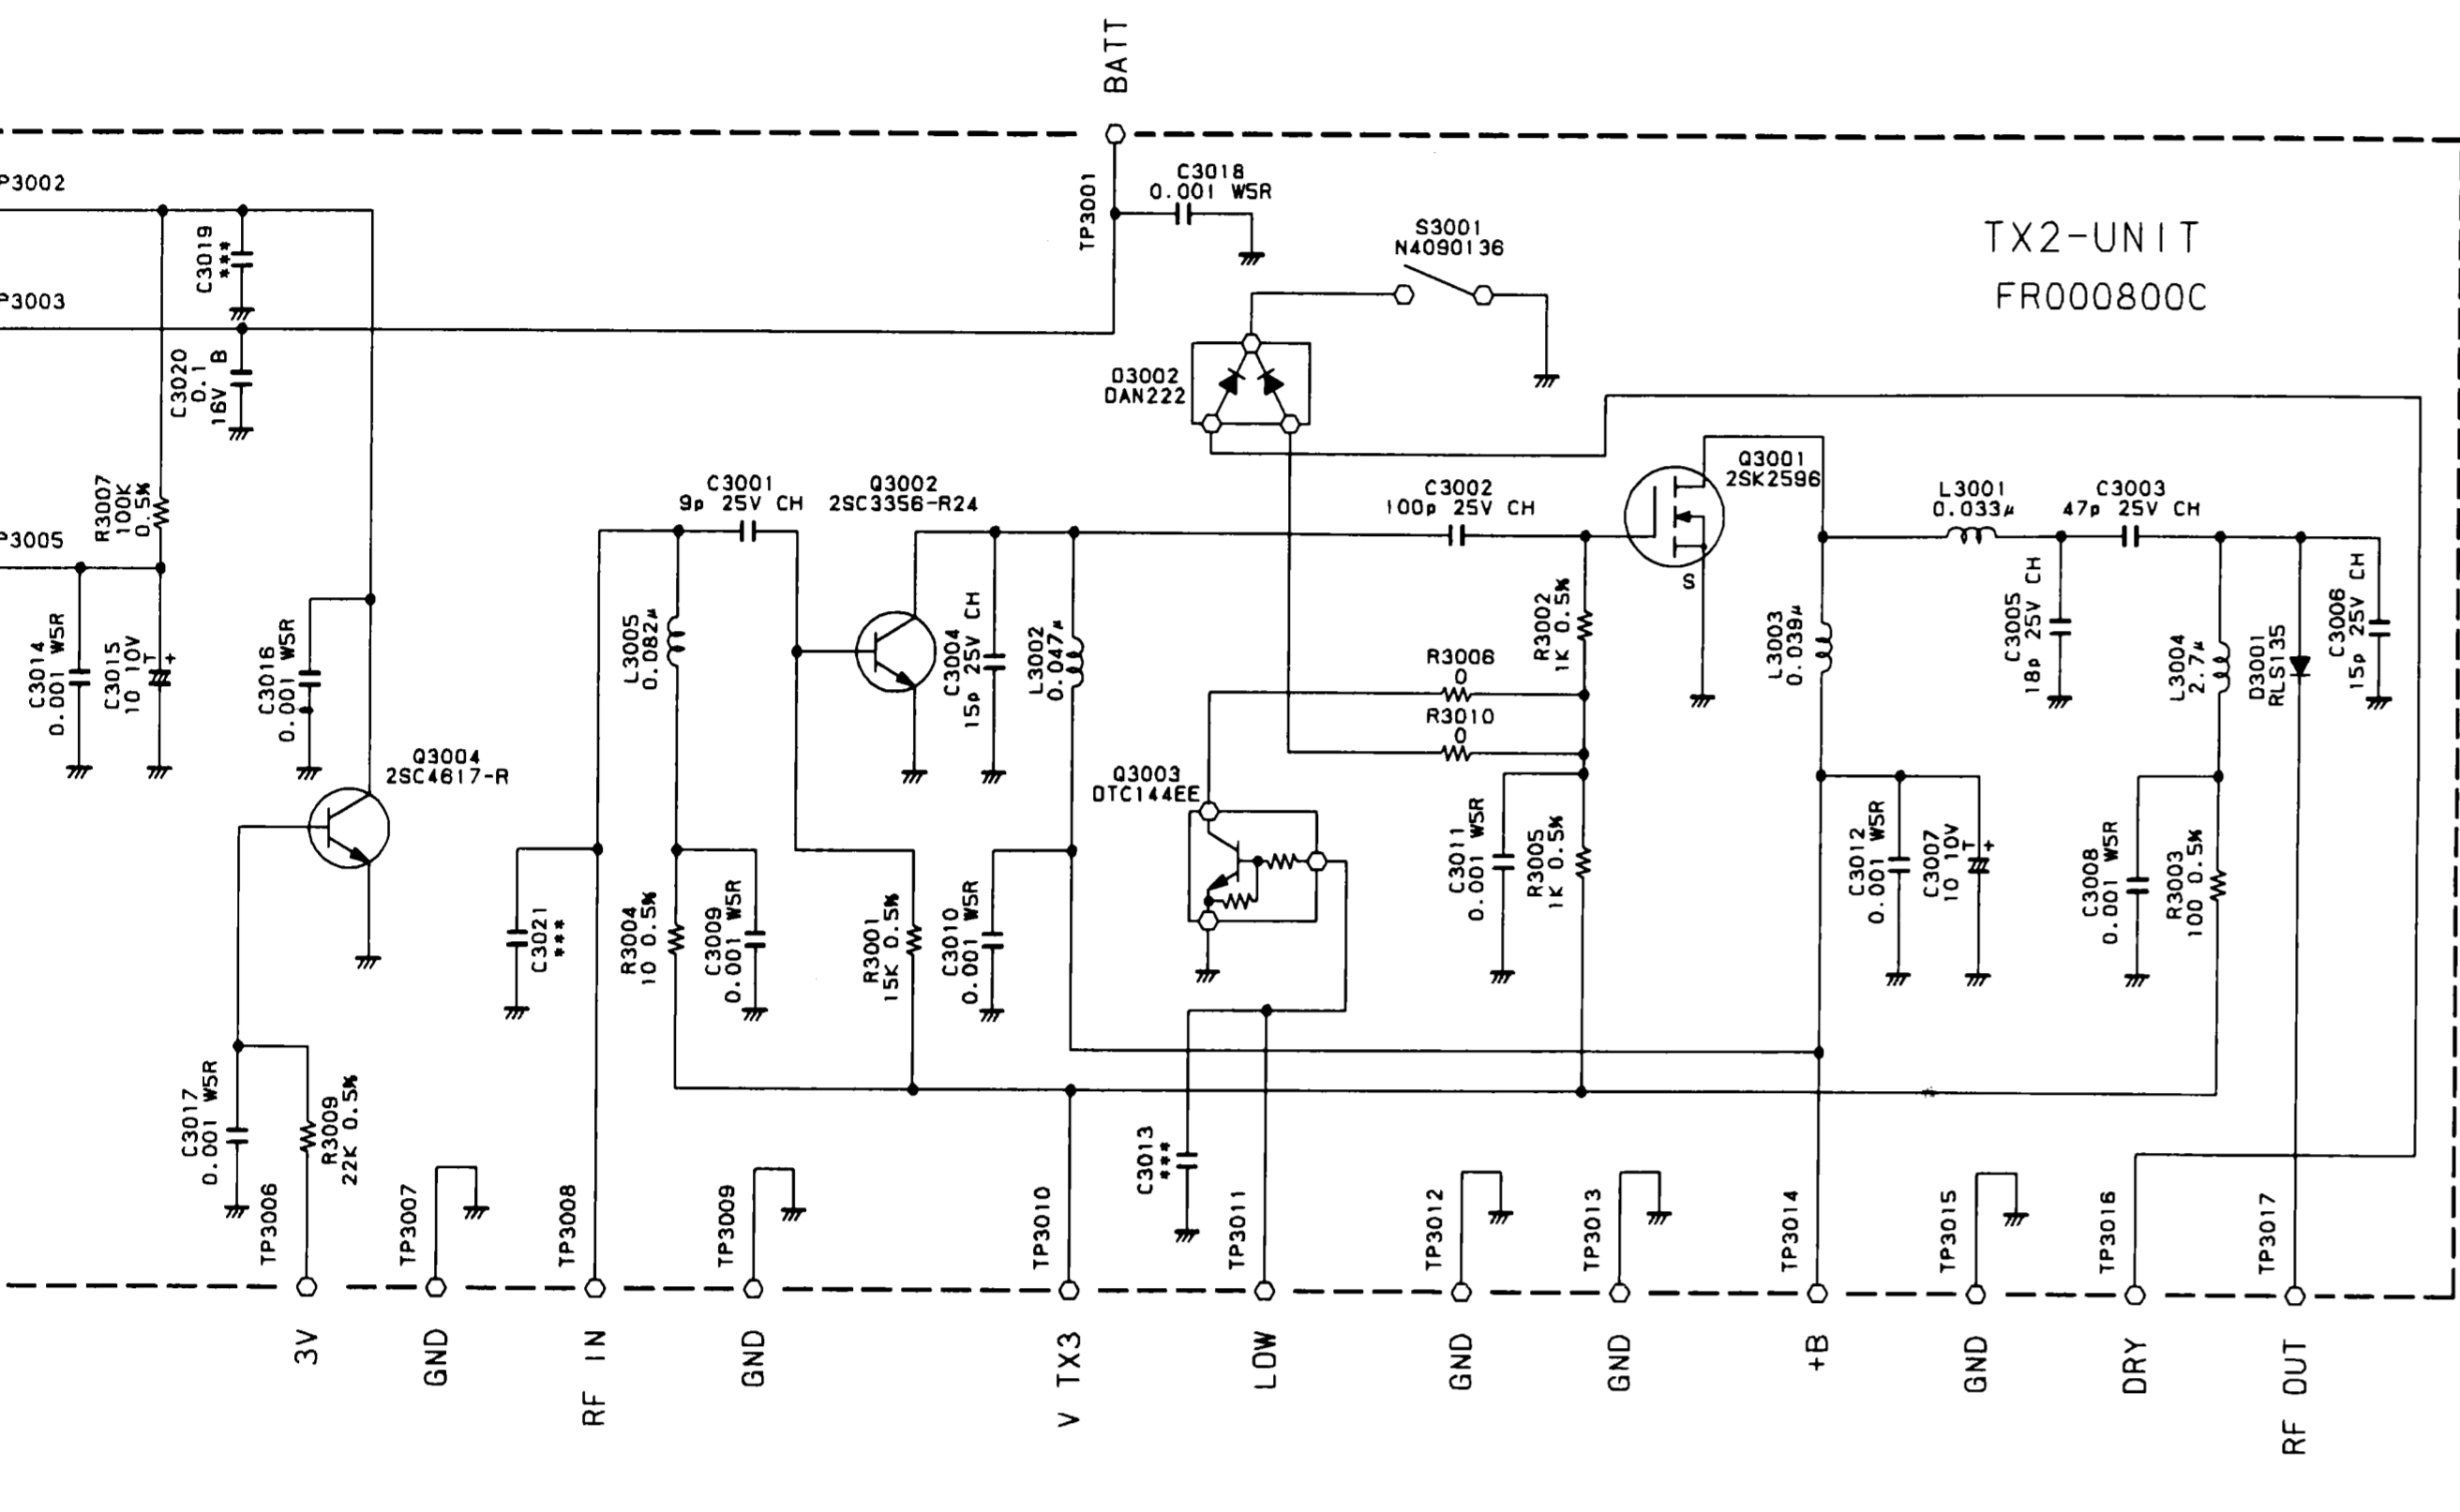 BATT
P3002
TP3001
C3018
0.001 W5R
S3001
N4090136
TX2-UNIT
FR000800C
C3019
***
P3003
C3020
0.1
16V B
D3002
DAN222
R3007
100K
0.5%
C3001
9p 25V CH
Q3002
2SC3356-R24
C3002
100p 25V CH
Q3001
2SK2596
S
L3001
0.033µ
C3003
47p 25V CH
P3005
C3014
0.001 W5R
C3015
10 10V
T +
C3016
0.001 W5R
L3005
0.082µ
C3004
15p 25V CH
L3002
0.047µ
R3002
1K 0.5%
R3006
0
R3010
0
L3003
0.039µ
C3005
18p 25V CH
L3004
2.7µ
D3001
RLS135
C3006
15p 25V CH
Q3004
2SC4617-R
Q3003
DTC144EE
C3021
***
R3004
10 0.5%
C3009
0.001 W5R
R3001
15K 0.5%
C3010
0.001 W5R
C3011
0.001 W5R
R3005
1K 0.5%
C3012
0.001 W5R
C3007
10 10V
T +
C3008
0.001 W5R
R3003
100 0.5%
C3017
0.001 W5R
R3009
22K 0.5%
C3013
***
TP3006
TP3007
TP3008
TP3009
TP3010
TP3011
TP3012
TP3013
TP3014
TP3015
TP3016
TP3017
3V
GND
RF IN
GND
V TX3
LOW
GND
GND
+B
GND
DRY
RF OUT